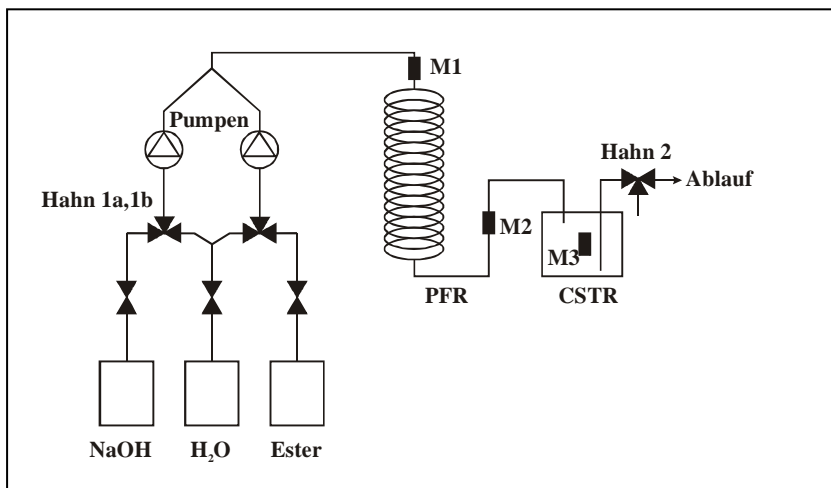 M1
Pumpen
Hahn 2
Ablauf
Hahn 1a,1b
M2
M3
PFR
CSTR
NaOH
H₂O
Ester